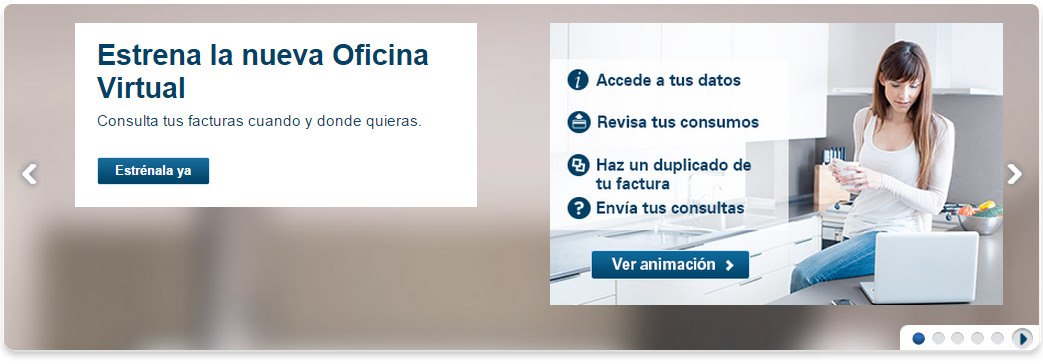 Estrena la nueva Oficina
Virtual
Consulta tus facturas cuando y donde quieras.
Estrénala ya
Accede a tus datos
Revisa tus consumos
Haz un duplicado de
tu factura
Envía tus consultas
Ver animación